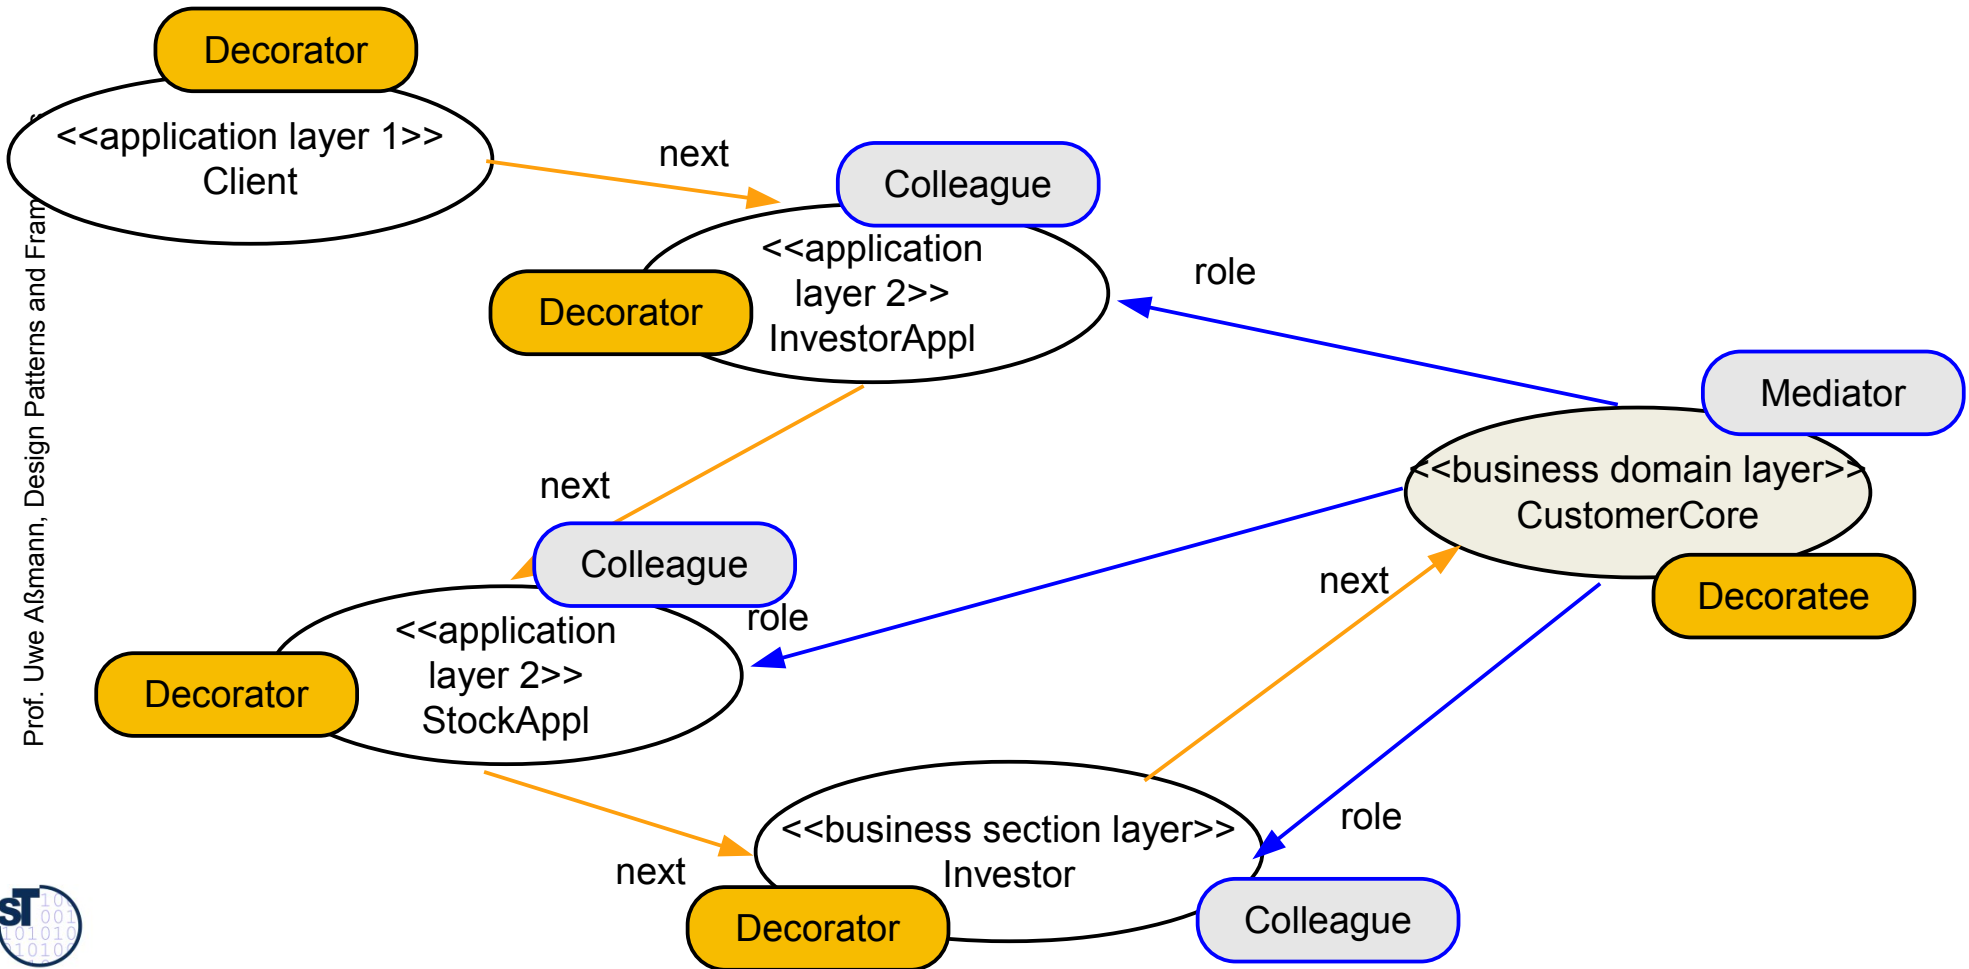 Decorator
<<application layer 1>>
Client
next
Colleague
<<application
layer 2>>
InvestorAppl
Decorator
role
Mediator
<<business domain layer>>
CustomerCore
Decoratee
next
Colleague
role
<<application
layer 2>>
StockAppl
Decorator
next
<<business section layer>>
Investor
role
next
Decorator
Colleague
Prof. Uwe Aßmann, Design Patterns and Fram
ST